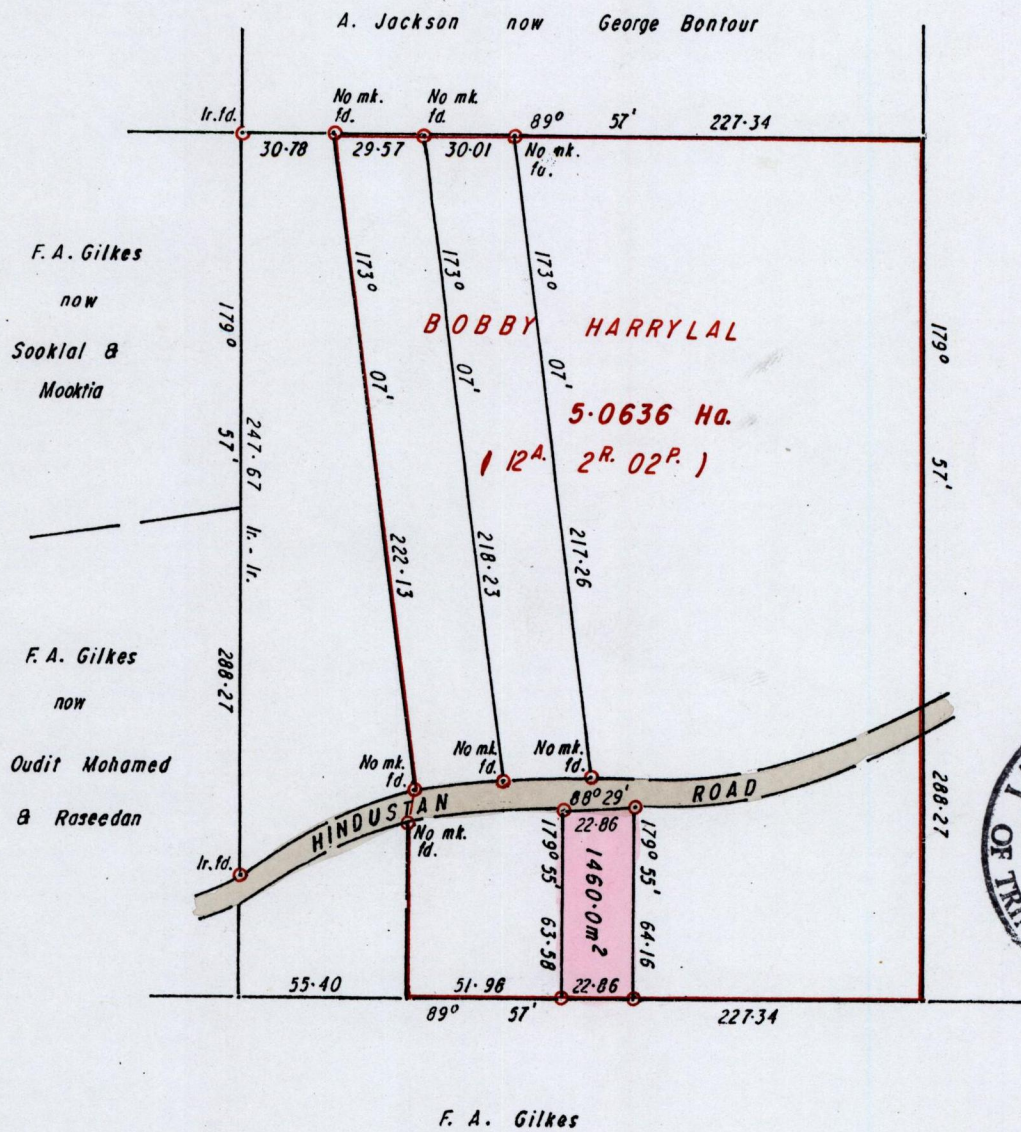 A. Jackson now George Bontour
No mk. fd.
No mk. fd.
Ir. fd.
89° 57' 227·34
30·78 29·57 30·01
No mk. fd.
F. A. Gilkes
now
Sooklal &
Mooktia
179° 57'
247·67 Ir. - Ir.
288·27
173° 07' 222·13
173° 07' 218·23
173° 07' 217·26
BOBBY HARRYLAL
5·0636 Ha.
( 12A. 2R. 02P. )
179° 57'
288·27
F. A. Gilkes
now
Oudit Mohamed
& Raseedan
No mk. fd.
No mk. fd.
No mk. fd.
HINDUSTAN ROAD
No mk. fd.
Ir. fd.
88° 29'
22·86
179° 55' 63·58
1460·0m²
179° 55' 64·16
OF
55·40 51·96 22·86
89° 57' 227·34
F. A. Gilkes